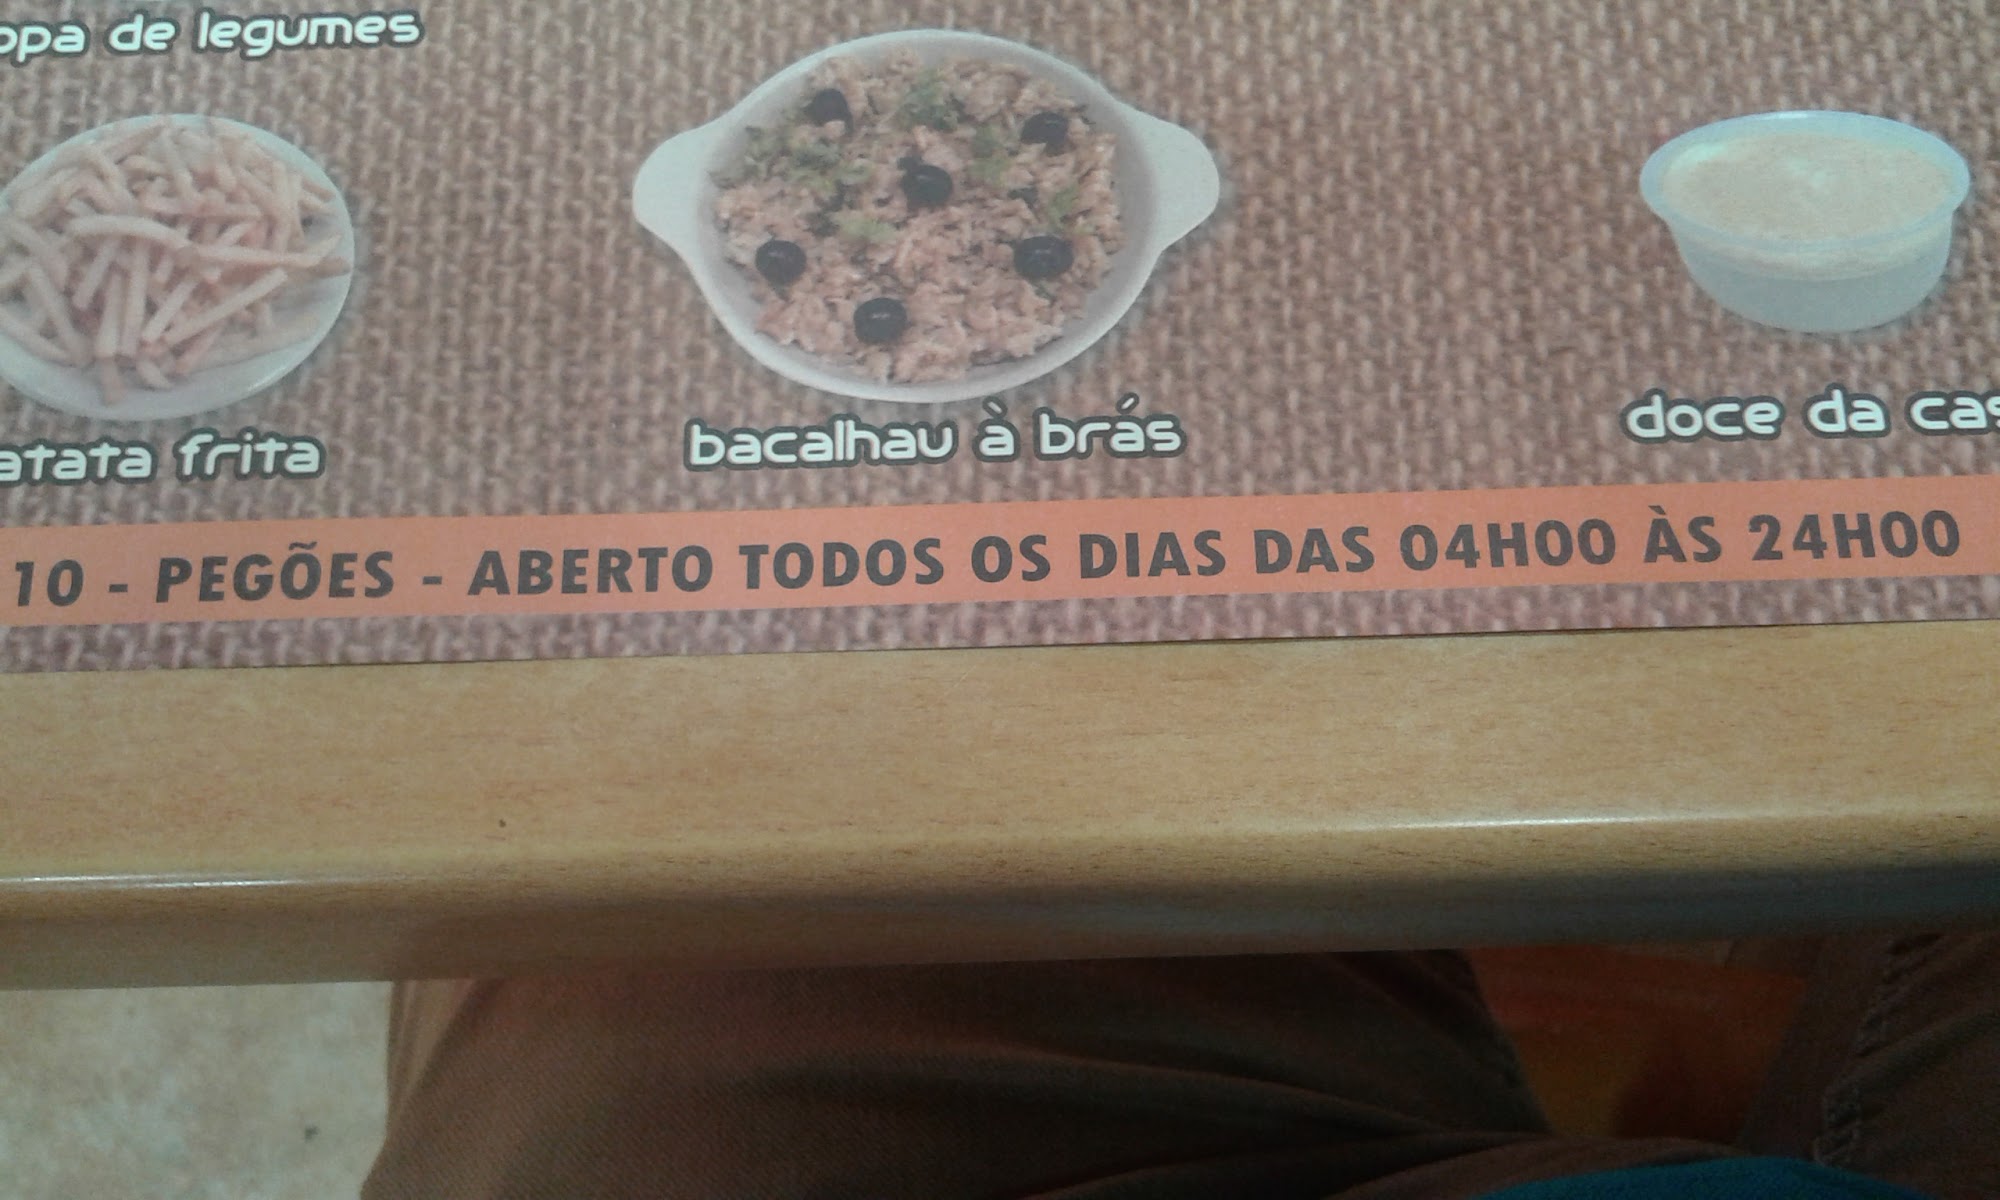 opa de legumes
atata frita
bacalhau à brás
doce da cas
10 - PEGÕES - ABERTO TODOS OS DIAS DAS 04H00 ÀS 24H00